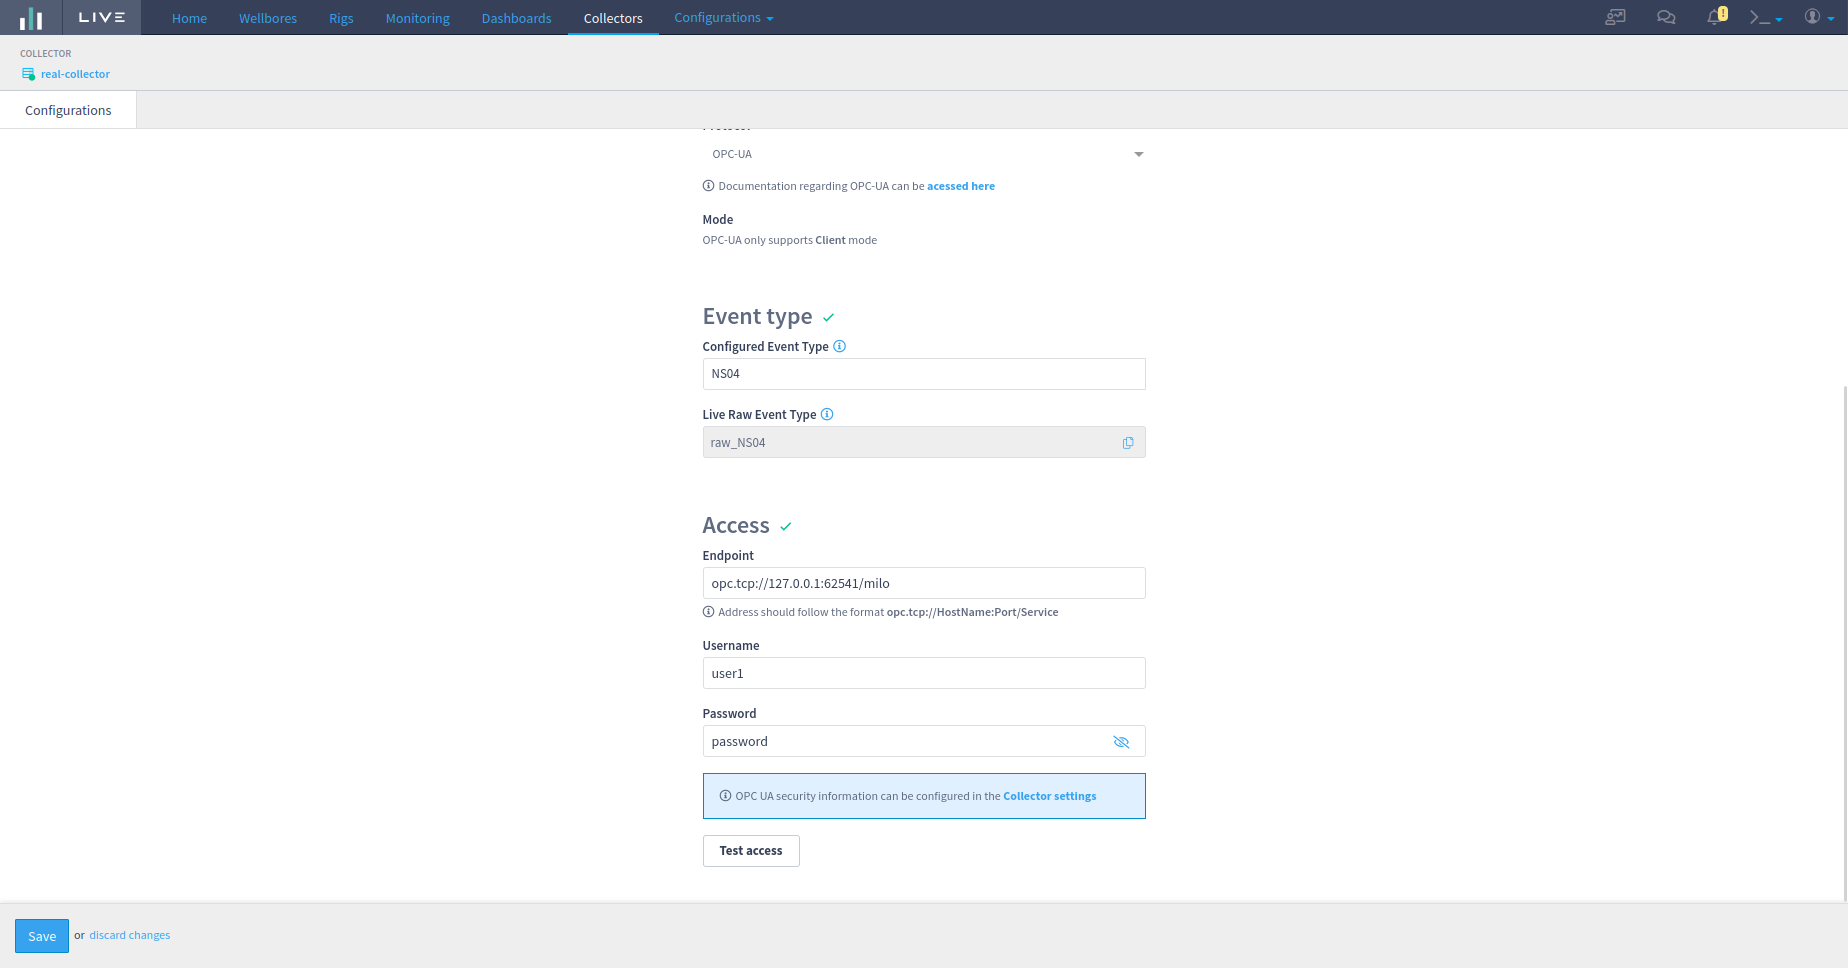 LIVE Home Wellbores Rigs Monitoring Dashboards Collectors Configurations !
COLLECTOR
real-collector
Configurations
OPC-UA
Documentation regarding OPC-UA can be acessed here
Mode
OPC-UA only supports Client mode
Event type
Configured Event Type
NS04
Live Raw Event Type
raw_NS04
Access
Endpoint
opc.tcp://127.0.0.1:62541/milo
Address should follow the format opc.tcp://HostName:Port/Service
Username
user1
Password
password
OPC UA security information can be configured in the Collector settings
Test access
Save or discard changes